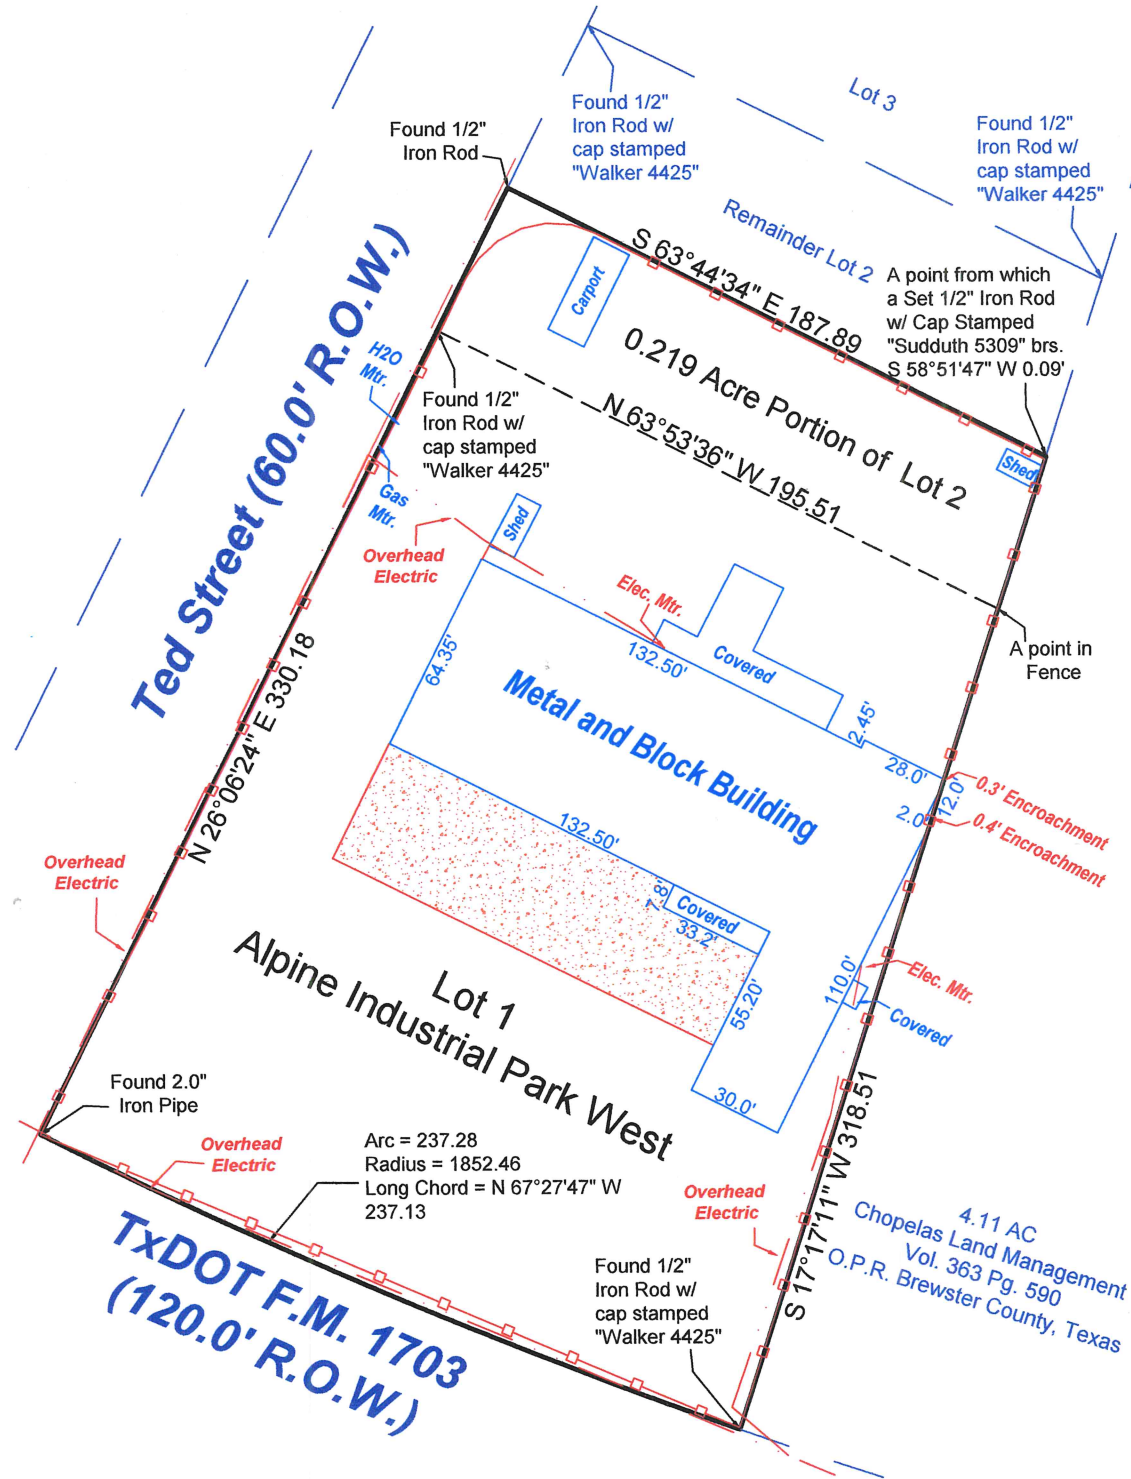 Lot 3
Found 1/2"
Iron Rod w/
cap stamped
"Walker 4425"
Found 1/2"
Iron Rod w/
cap stamped
"Walker 4425"
Found 1/2"
Iron Rod
Remainder Lot 2
S 63°44'34" E 187.89
A point from which
a Set 1/2" Iron Rod
w/ Cap Stamped
"Sudduth 5309" brs.
S 58°51'47" W 0.09'
Carport
0.219 Acre Portion of Lot 2
Ted Street (60.0' R.O.W.)
H2O
Mtr.
Found 1/2"
Iron Rod w/
cap stamped
"Walker 4425"
N 63°53'36" W 195.51
Shed
Gas
Mtr.
Shed
Overhead
Electric
Elec. Mtr.
132.50'
Covered
A point in
Fence
64.35'
Metal and Block Building
2.45'
28.0'
12.0'
0.3' Encroachment
2.0'
0.4' Encroachment
N 26°06'24" E 330.18
132.50'
7.8'
Covered
33.2'
Overhead
Electric
Lot 1
Alpine Industrial Park West
55.20'
110.0'
Elec. Mtr.
Covered
30.0'
Found 2.0"
Iron Pipe
Overhead
Electric
Arc = 237.28
Radius = 1852.46
Long Chord = N 67°27'47" W
237.13
S 17°17'11" W 318.51
Overhead
Electric
4.11 AC
Chopelas Land Management
Vol. 363 Pg. 590
O.P.R. Brewster County, Texas
TxDOT F.M. 1703
(120.0' R.O.W.)
Found 1/2"
Iron Rod w/
cap stamped
"Walker 4425"